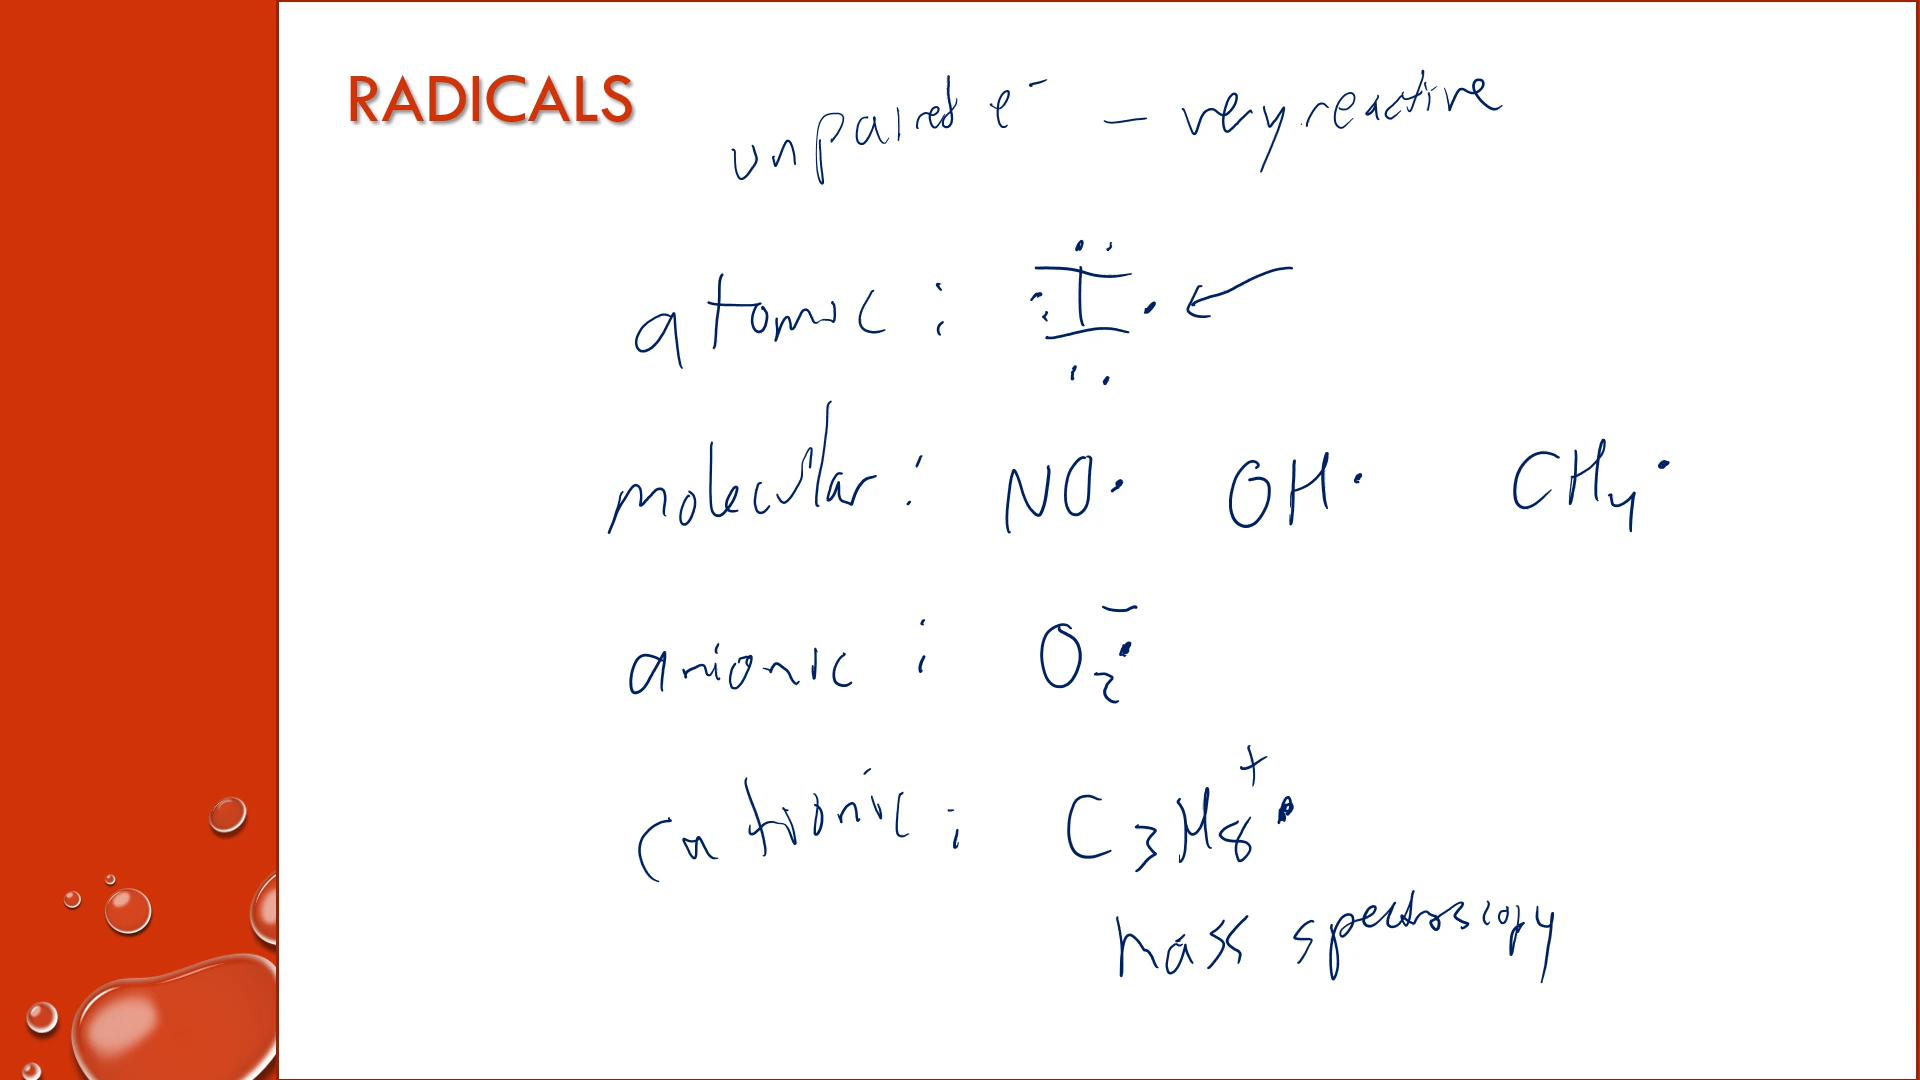 RADICALS
unpaired e⁻ – very reactive
atomic : I·
molecular : NO· OH· CH₄·
anionic : O₂⁻·
cationic : C₃H₈⁺·
mass spectroscopy